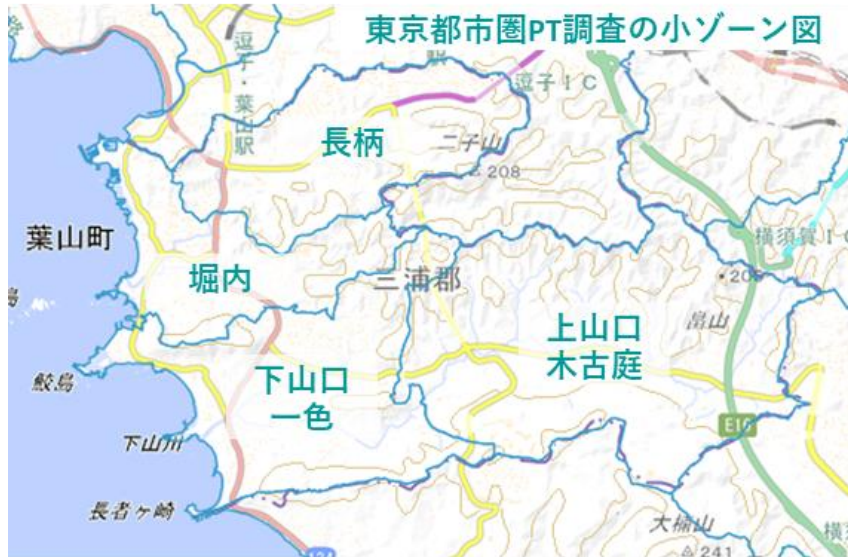 東京都市圏PT調査の小ゾーン図
逗子・葉山駅
逗子IC
長柄
二子山
208
葉山町
横須賀I
三浦郡
堀内
上山口
木古庭
畠山
下山口
一色
鮫島
下山川
E16
長者ヶ崎
大楠山
241
134